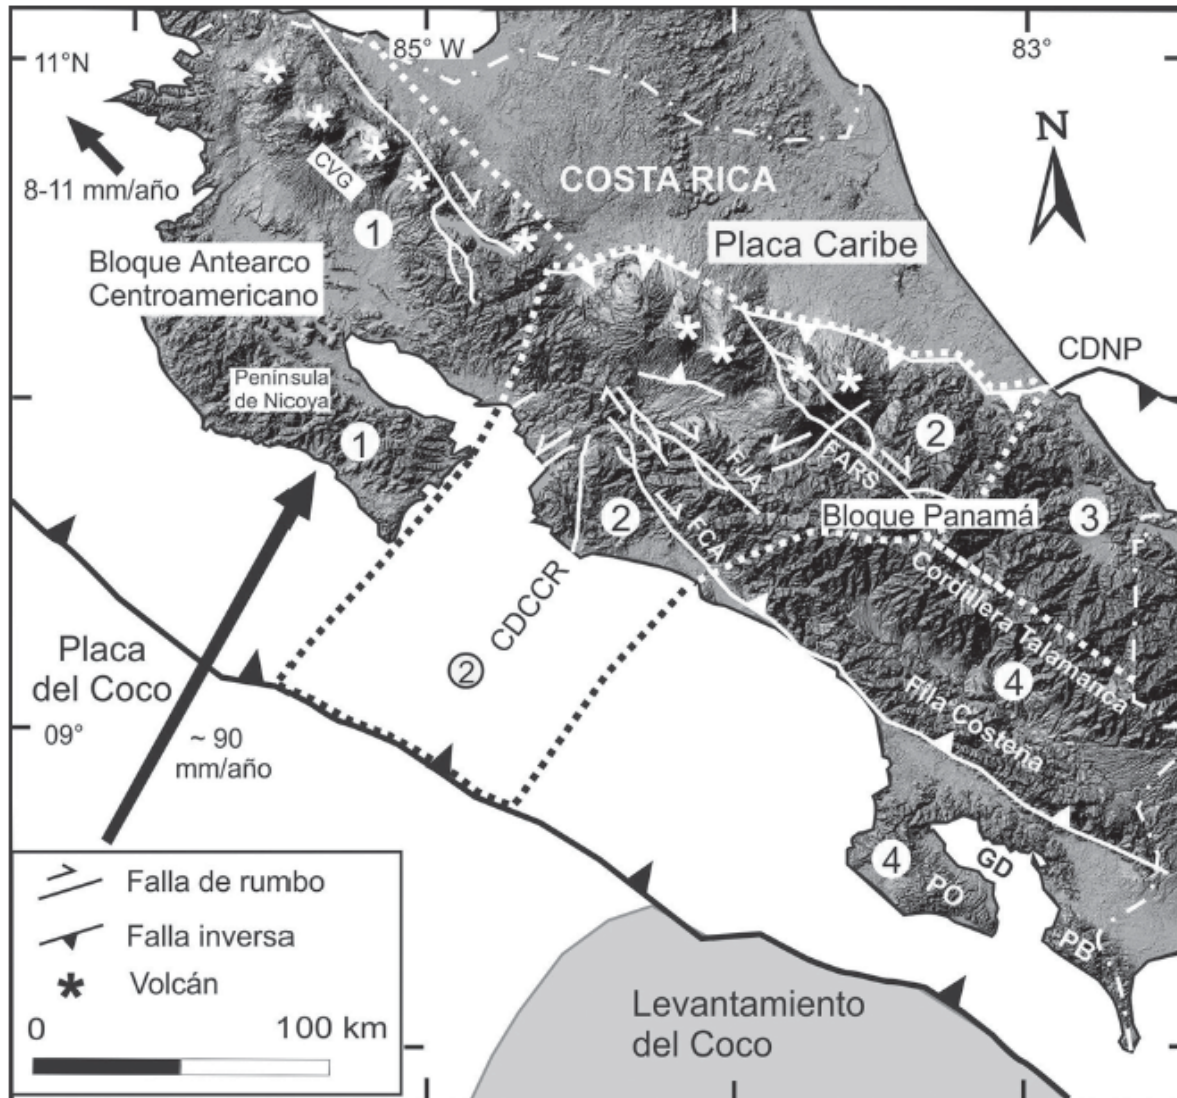 11°N
85° W
83°
N
8-11 mm/año
CVG
COSTA RICA
1
Placa Caribe
Bloque Antearco
Centroamericano
CDNP
Península
de Nicoya
1
2
FJA
FARS
2
Bloque Panamá
3
FCA
Cordillera Talamanca
CDCCR
2
Placa
del Coco
4
Fila Costeña
09°
~ 90
mm/año
4
GD
PO
PB
Falla de rumbo
Falla inversa
Volcán
0
100 km
Levantamiento
del Coco